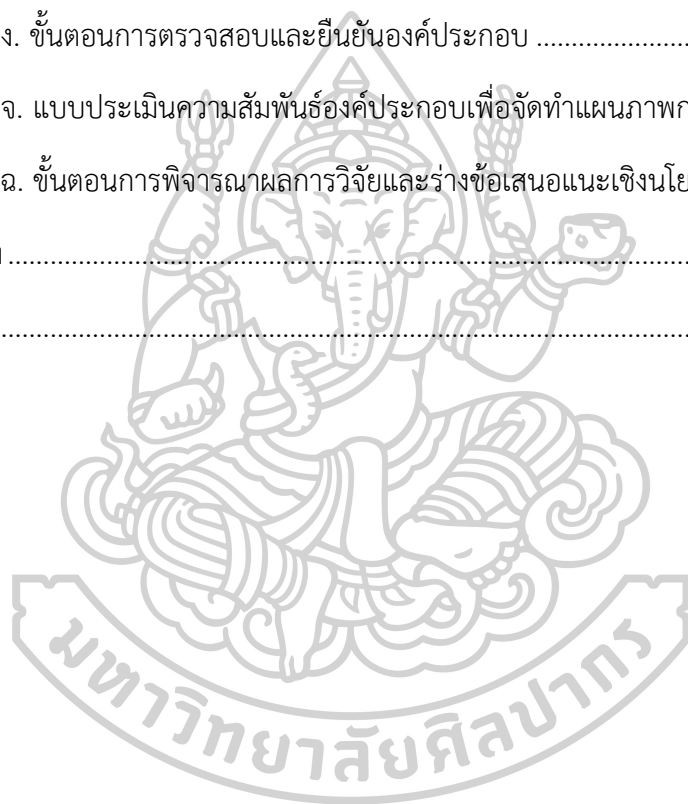 ง. ขั้นตอนการตรวจสอบและยืนยันองค์ประกอบ ......................
จ. แบบประเมินความสัมพันธ์องค์ประกอบเพื่อจัดทำแผนภาพ
ฉ. ขั้นตอนการพิจารณาผลการวิจัยและร่างข้อเสนอแนะเชิงนโย
มหาวิทยาลัยศิลปากร